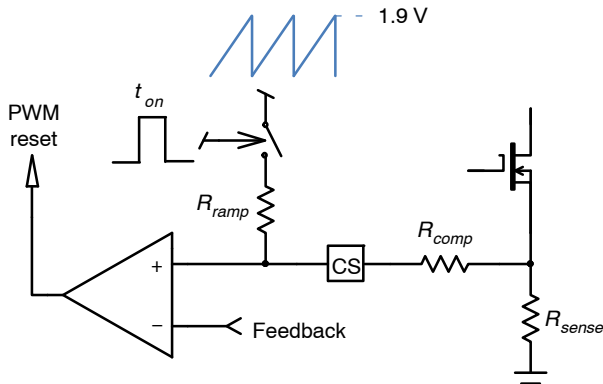 1.9 V
t on
PWM
reset
R ramp
R comp
+
CS
−
Feedback
R sense